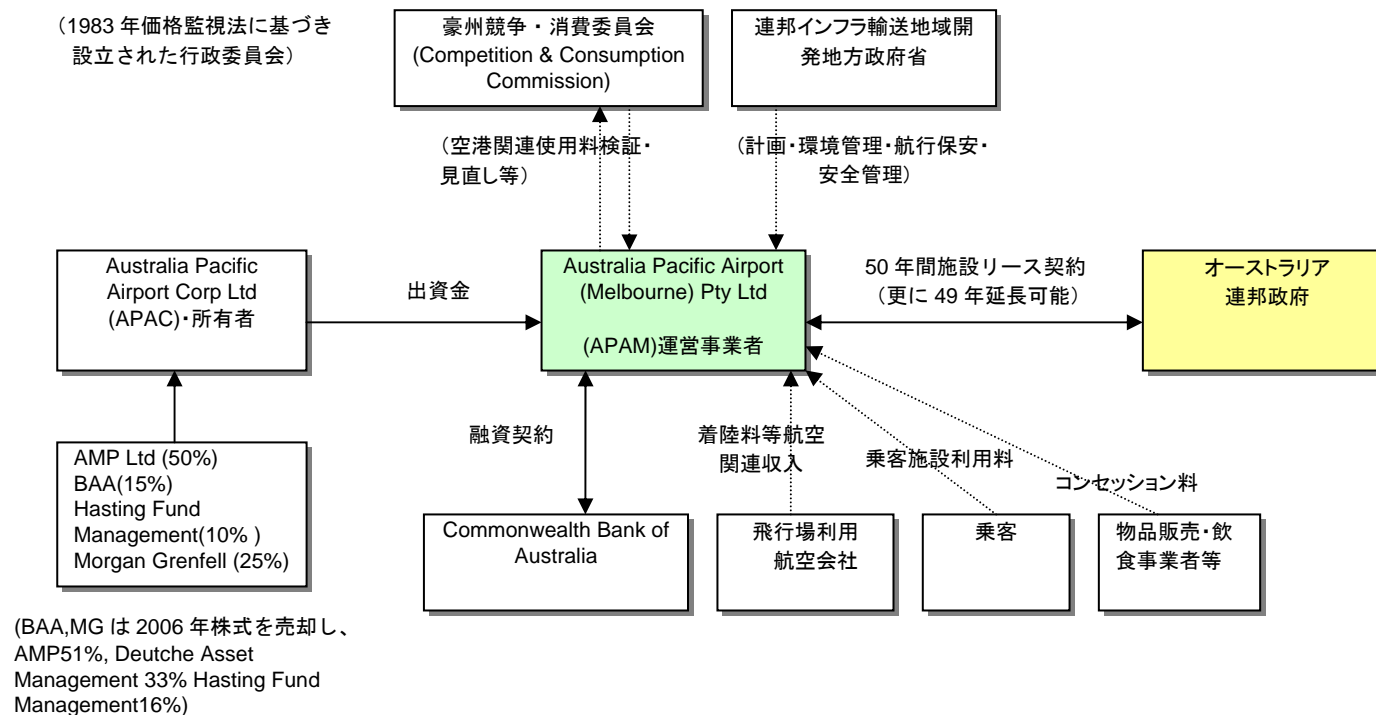 （1983 年価格監視法に基づき
設立された行政委員会）
豪州競争・消費委員会
(Competition & Consumption
Commission)
連邦インフラ輸送地域開
発地方政府省
（空港関連使用料検証・
見直し等）
（計画・環境管理・航行保安・
安全管理）
Australia Pacific
Airport Corp Ltd
(APAC)・所有者
出資金
Australia Pacific Airport
(Melbourne) Pty Ltd
(APAM)運営事業者
50 年間施設リース契約
（更に 49 年延長可能）
オーストラリア
連邦政府
AMP Ltd (50%)
BAA(15%)
Hasting Fund
Management(10% )
Morgan Grenfell (25%)
融資契約
着陸料等航空
関連収入
乗客施設利用料
コンセッション料
Commonwealth Bank of
Australia
飛行場利用
航空会社
乗客
物品販売・飲
食事業者等
(BAA,MG は 2006 年株式を売却し、
AMP51%, Deutche Asset
Management 33% Hasting Fund
Management16%)